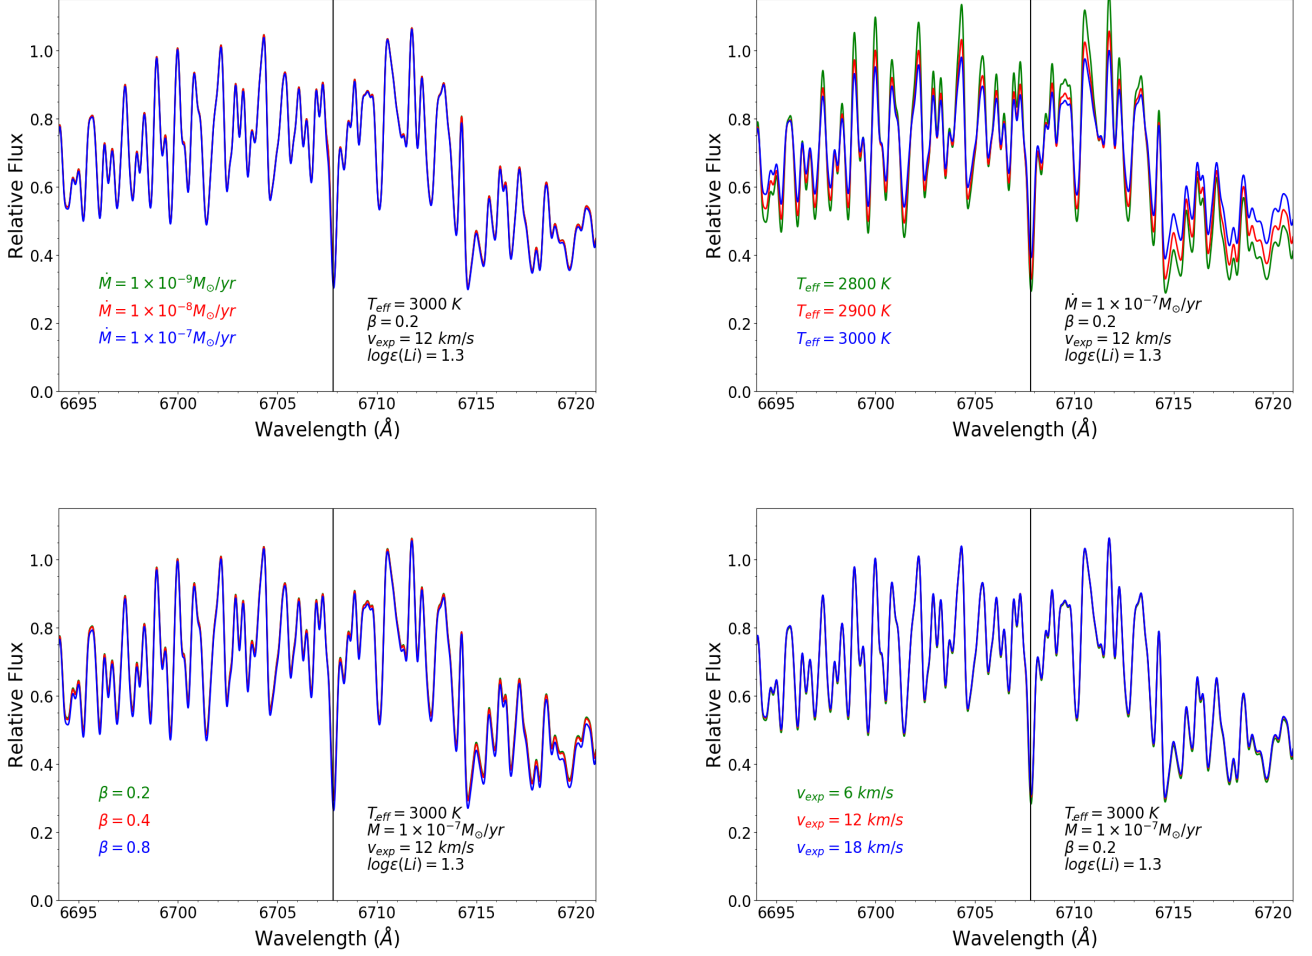 1.0
0.8
0.6
0.4
0.2
0.0
Relative Flux
Ṁ = 1 × 10⁻⁹M⊙/yr
Ṁ = 1 × 10⁻⁸M⊙/yr
Ṁ = 1 × 10⁻⁷M⊙/yr
T_eff = 3000 K
β = 0.2
v_exp = 12 km/s
logε(Li) = 1.3
6695 6700 6705 6710 6715 6720
Wavelength (Å)
1.0
0.8
0.6
0.4
0.2
0.0
Relative Flux
T_eff = 2800 K
T_eff = 2900 K
T_eff = 3000 K
Ṁ = 1 × 10⁻⁷M⊙/yr
β = 0.2
v_exp = 12 km/s
logε(Li) = 1.3
6695 6700 6705 6710 6715 6720
Wavelength (Å)
1.0
0.8
0.6
0.4
0.2
0.0
Relative Flux
β = 0.2
β = 0.4
β = 0.8
T_eff = 3000 K
Ṁ = 1 × 10⁻⁷M⊙/yr
v_exp = 12 km/s
logε(Li) = 1.3
6695 6700 6705 6710 6715 6720
Wavelength (Å)
1.0
0.8
0.6
0.4
0.2
0.0
Relative Flux
v_exp = 6 km/s
v_exp = 12 km/s
v_exp = 18 km/s
T_eff = 3000 K
Ṁ = 1 × 10⁻⁷M⊙/yr
β = 0.2
logε(Li) = 1.3
6695 6700 6705 6710 6715 6720
Wavelength (Å)